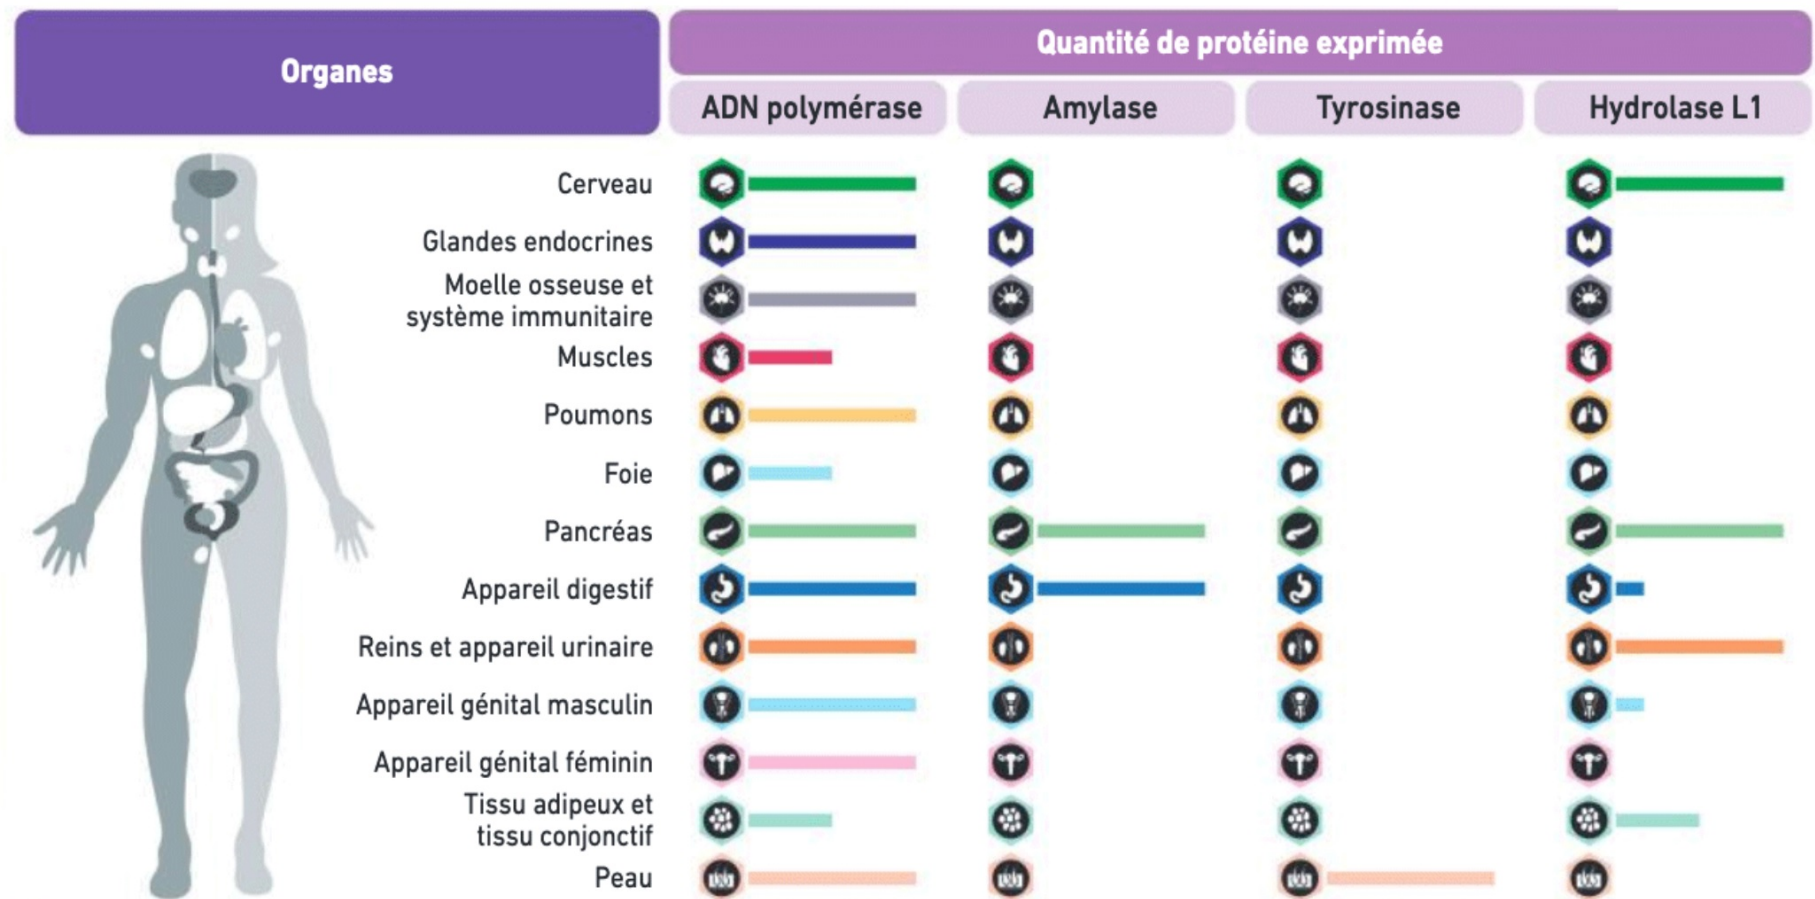 Organes
Quantité de protéine exprimée
ADN polymérase
Amylase
Tyrosinase
Hydrolase L1
Cerveau
Glandes endocrines
Moelle osseuse et
système immunitaire
Muscles
Poumons
Foie
Pancréas
Appareil digestif
Reins et appareil urinaire
Appareil génital masculin
Appareil génital féminin
Tissu adipeux et
tissu conjonctif
Peau